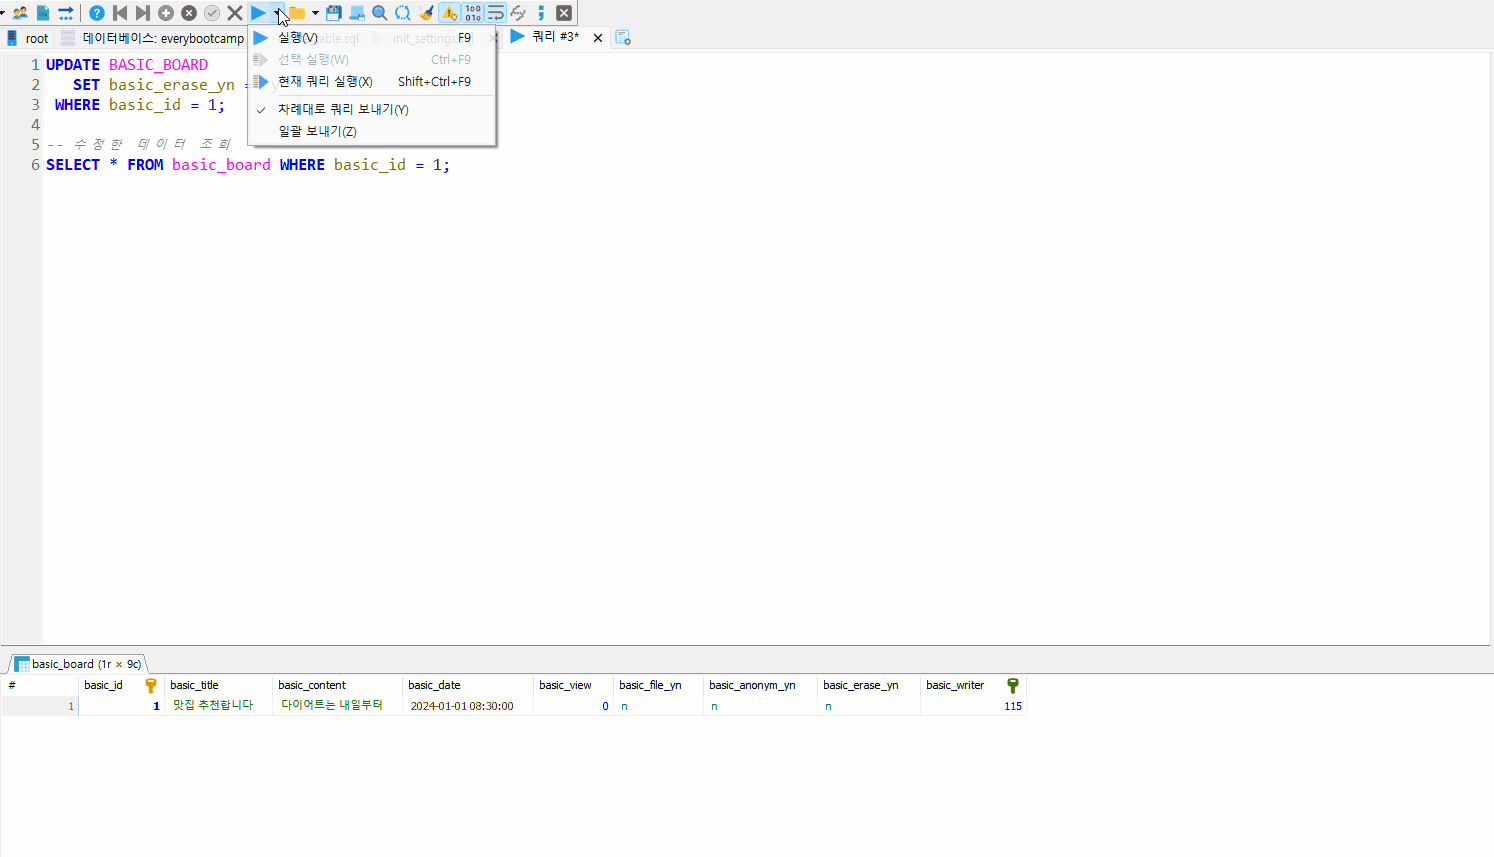 root 데이터베이스: everybootcamp table.sql init_settings. 쿼리 #3*
실행(V) F9
선택 실행(W) Ctrl+F9
현재 쿼리 실행(X) Shift+Ctrl+F9
차례대로 쿼리 보내기(Y)
일괄 보내기(Z)
1 UPDATE BASIC_BOARD
2 SET basic_erase_yn = y
3 WHERE basic_id = 1;
4
5 -- 수정한 데이터 조회
6 SELECT * FROM basic_board WHERE basic_id = 1;
basic_board (1r × 9c)
# basic_id basic_title basic_content basic_date basic_view basic_file_yn basic_anonym_yn basic_erase_yn basic_writer
1 1 맛집 추천합니다 다이어트는 내일부터 2024-01-01 08:30:00 0 n n n 115